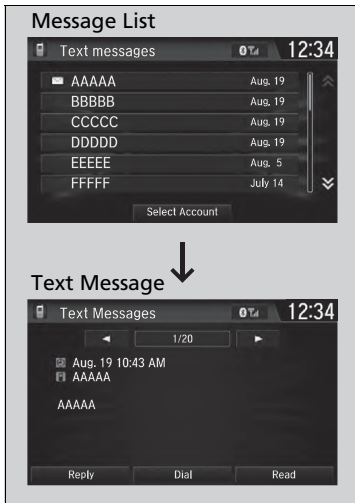 Message List
Text messages 12:34
AAAAA Aug. 19
BBBBB Aug. 19
CCCCC Aug. 19
DDDDD Aug. 19
EEEEE Aug. 5
FFFFF July 14
Select Account
Text Message
Text Messages 12:34
1/20
Aug. 19 10:43 AM
AAAAA
AAAAA
Reply Dial Read